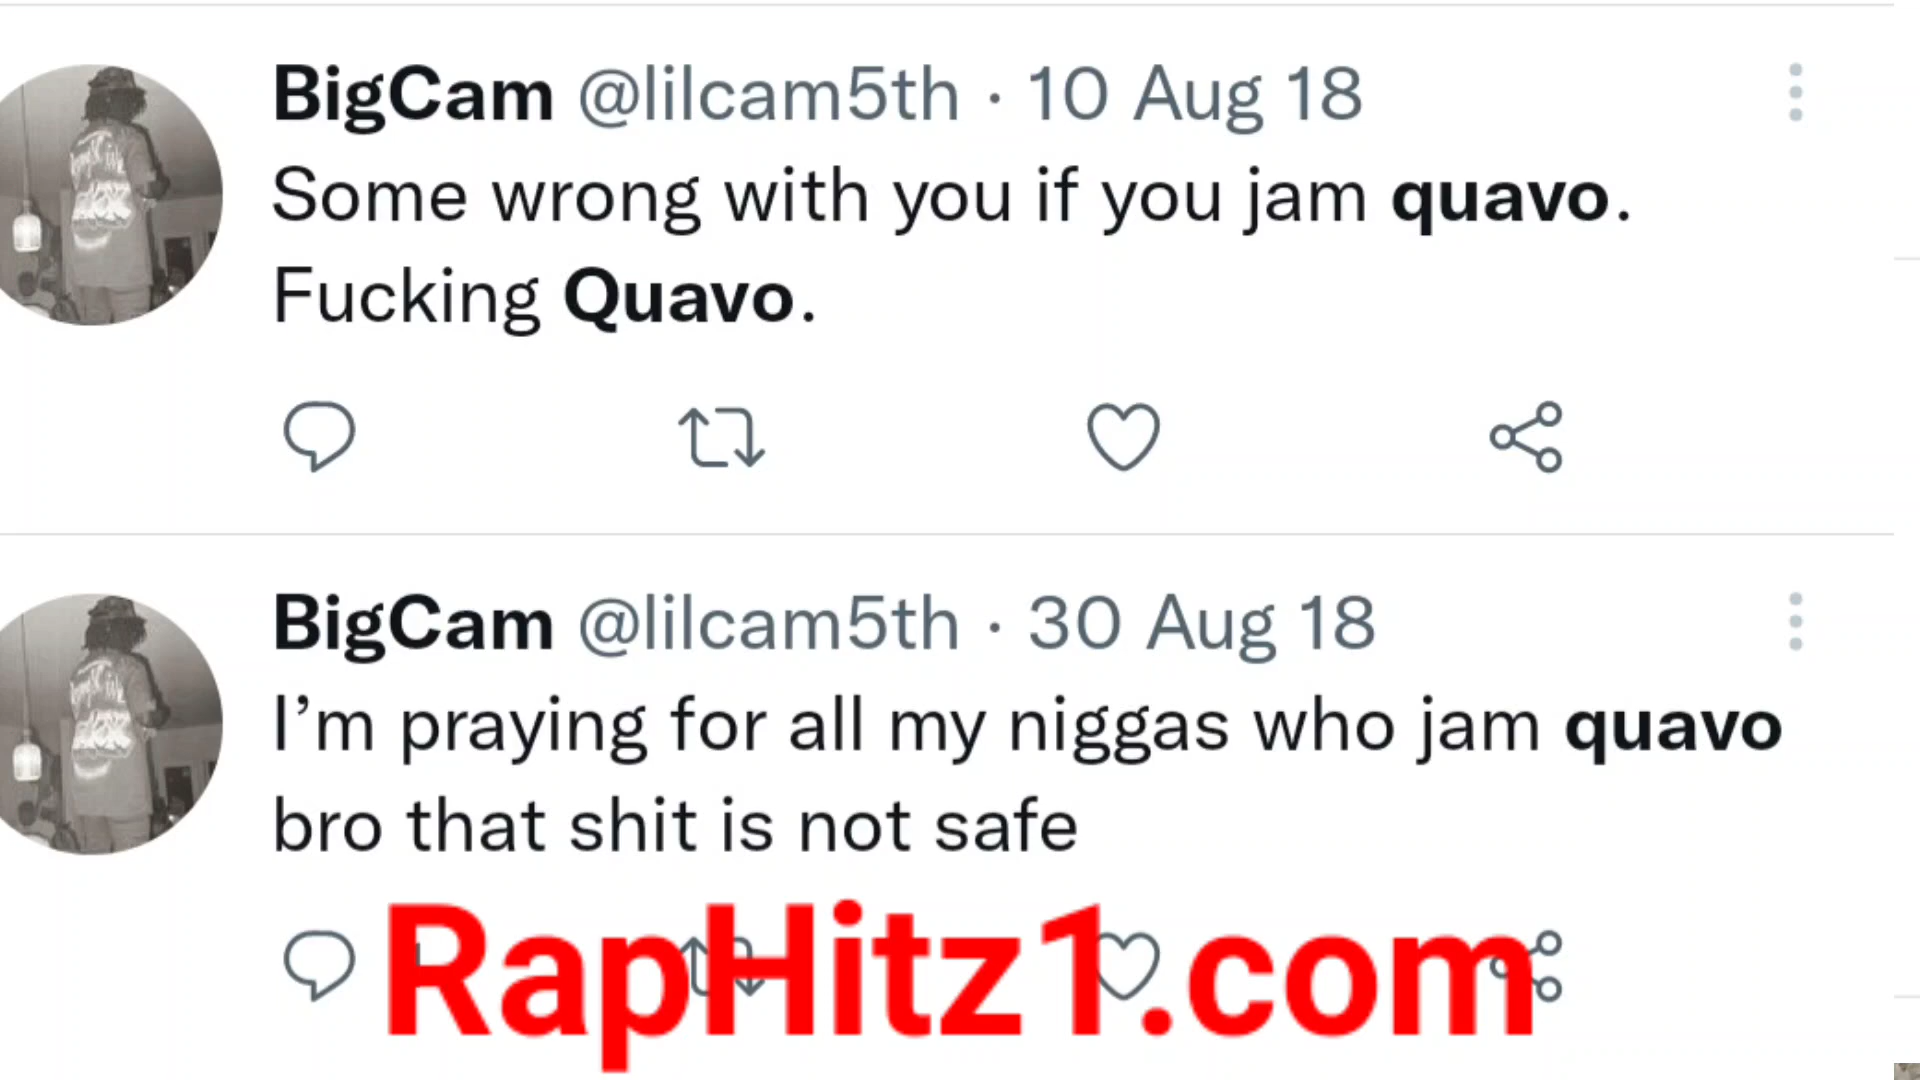 BigCam @lilcam5th · 10 Aug 18
Some wrong with you if you jam quavo.
Fucking Quavo.
BigCam @lilcam5th · 30 Aug 18
I’m praying for all my niggas who jam quavo
bro that shit is not safe
RapHitz1.com